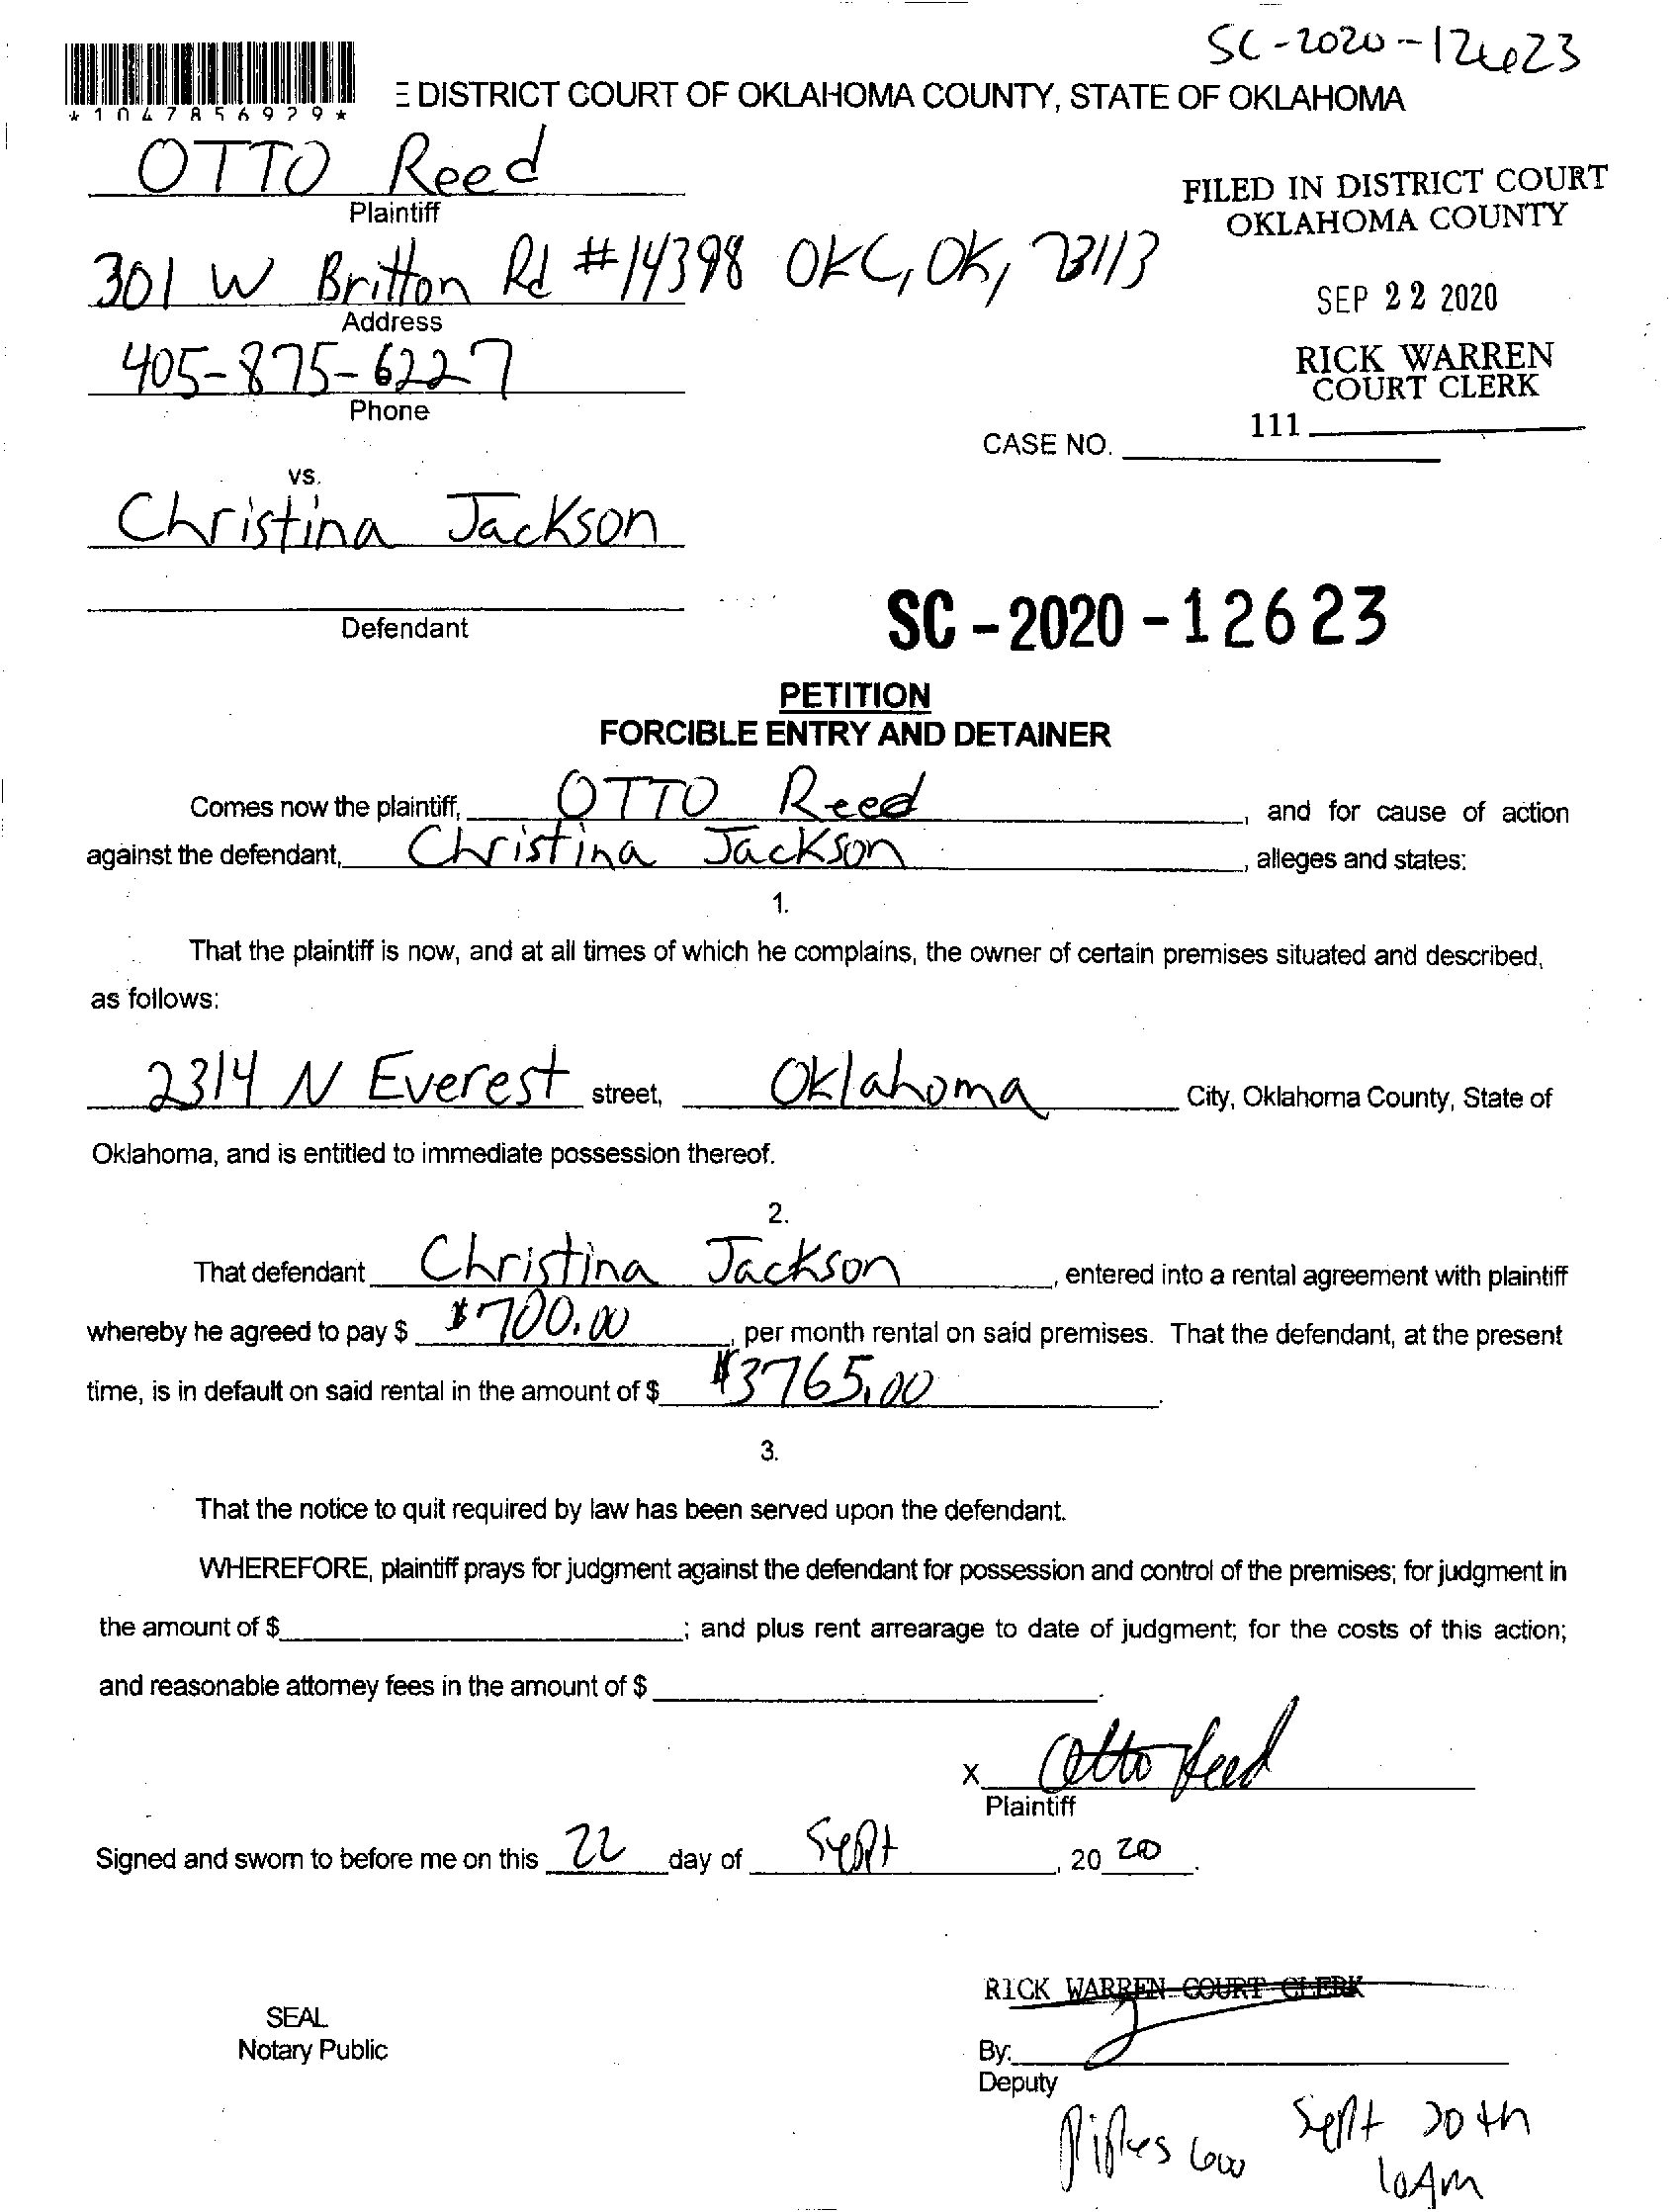 SC-2020-12623
E DISTRICT COURT OF OKLAHOMA COUNTY, STATE OF OKLAHOMA
*1047856929*
OTTO Reed
Plaintiff
FILED IN DISTRICT COURT
OKLAHOMA COUNTY
301 W Britton Rd #14398 OKC, OK, 73113
Address
SEP 22 2020
405-875-6227
Phone
RICK WARREN
COURT CLERK
111
CASE NO.
vs.
Christina Jackson
Defendant
SC-2020-12623
PETITION
FORCIBLE ENTRY AND DETAINER
Comes now the plaintiff, OTTO Reed, and for cause of action
against the defendant, Christina Jackson, alleges and states:
1.
That the plaintiff is now, and at all times of which he complains, the owner of certain premises situated and described,
as follows:
2314 N Everest street, Oklahoma City, Oklahoma County, State of
Oklahoma, and is entitled to immediate possession thereof.
2.
That defendant Christina Jackson, entered into a rental agreement with plaintiff
whereby he agreed to pay $ $700.00, per month rental on said premises. That the defendant, at the present
time, is in default on said rental in the amount of $ $3765.00.
3.
That the notice to quit required by law has been served upon the defendant.
WHEREFORE, plaintiff prays for judgment against the defendant for possession and control of the premises; for judgment in
the amount of $ ; and plus rent arrearage to date of judgment; for the costs of this action;
and reasonable attorney fees in the amount of $ .
x Otto Reed
Plaintiff
Signed and sworn to before me on this 22 day of Sept, 20 20.
RICK WARREN COURT CLERK
SEAL
Notary Public
By:
Deputy
Sept 30th
10Am